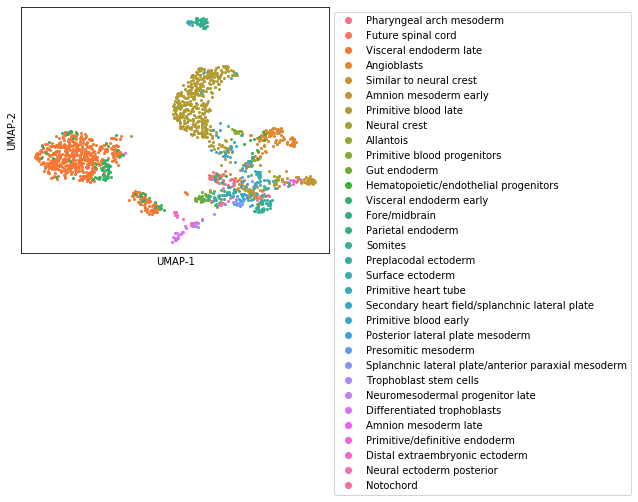 UMAP-2
UMAP-1
Pharyngeal arch mesoderm
Future spinal cord
Visceral endoderm late
Angioblasts
Similar to neural crest
Amnion mesoderm early
Primitive blood late
Neural crest
Allantois
Primitive blood progenitors
Gut endoderm
Hematopoietic/endothelial progenitors
Visceral endoderm early
Fore/midbrain
Parietal endoderm
Somites
Preplacodal ectoderm
Surface ectoderm
Primitive heart tube
Secondary heart field/splanchnic lateral plate
Primitive blood early
Posterior lateral plate mesoderm
Presomitic mesoderm
Splanchnic lateral plate/anterior paraxial mesoderm
Trophoblast stem cells
Neuromesodermal progenitor late
Differentiated trophoblasts
Amnion mesoderm late
Primitive/definitive endoderm
Distal extraembryonic ectoderm
Neural ectoderm posterior
Notochord